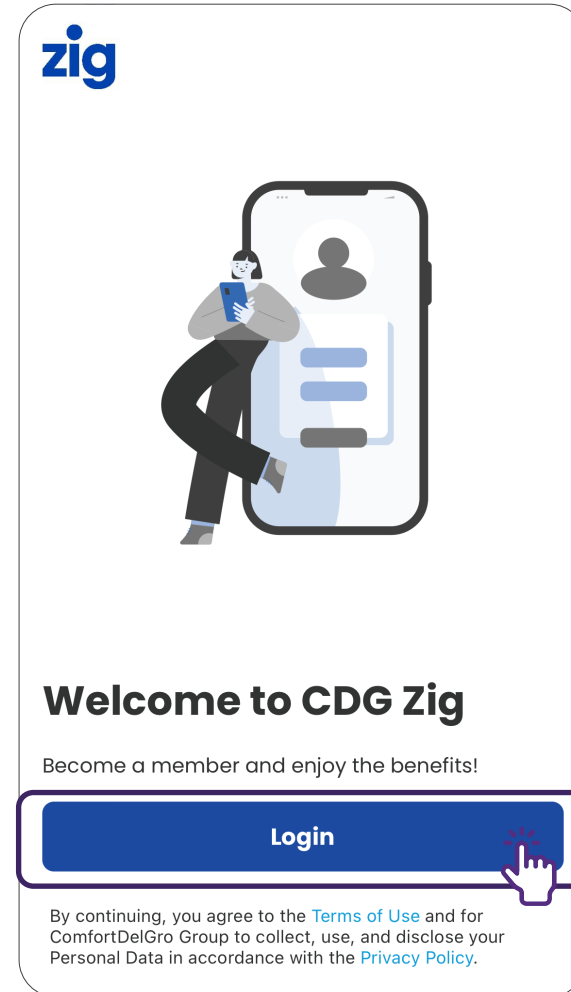 zig
Welcome to CDG Zig
Become a member and enjoy the benefits!
Login
By continuing, you agree to the Terms of Use and for
ComfortDelGro Group to collect, use, and disclose your
Personal Data in accordance with the Privacy Policy.